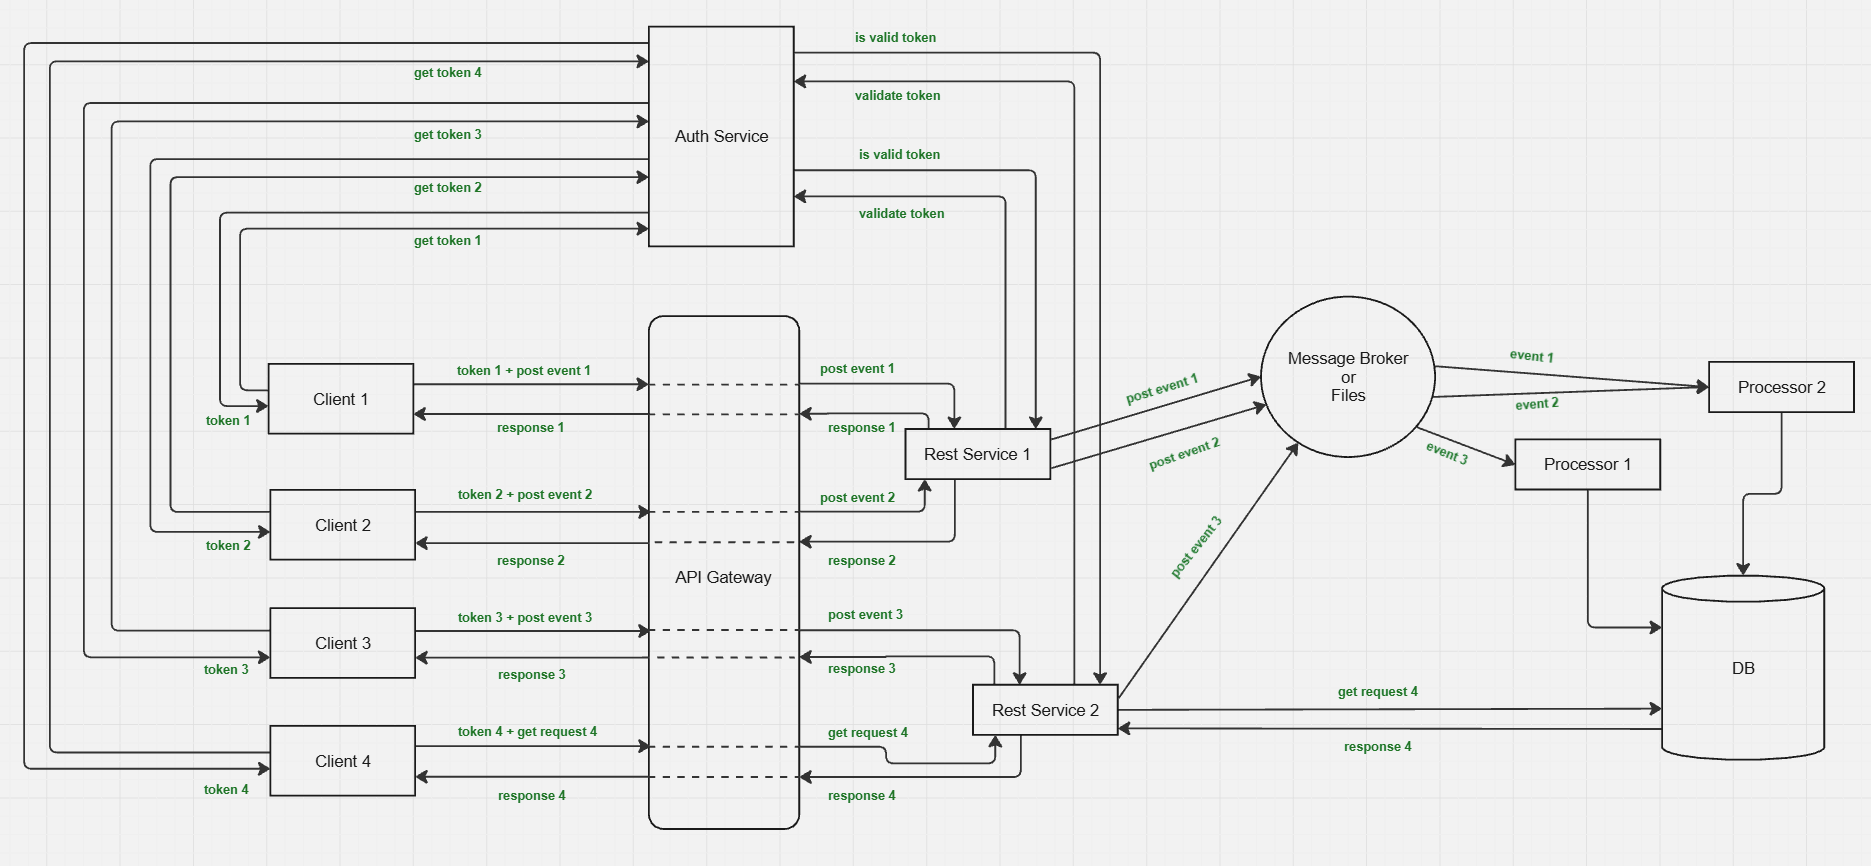 is valid token
get token 4
validate token
get token 3
Auth Service
is valid token
get token 2
validate token
get token 1
Message Broker
or
Files
event 1
event 2
Processor 2
token 1 + post event 1
post event 1
post event 1
Client 1
token 1
response 1
response 1
Rest Service 1
post event 2
event 3
Processor 1
token 2 + post event 2
post event 2
Client 2
token 2
response 2
response 2
post event 3
API Gateway
token 3 + post event 3
post event 3
Client 3
token 3
response 3
response 3
DB
get request 4
Rest Service 2
token 4 + get request 4
get request 4
response 4
Client 4
token 4
response 4
response 4